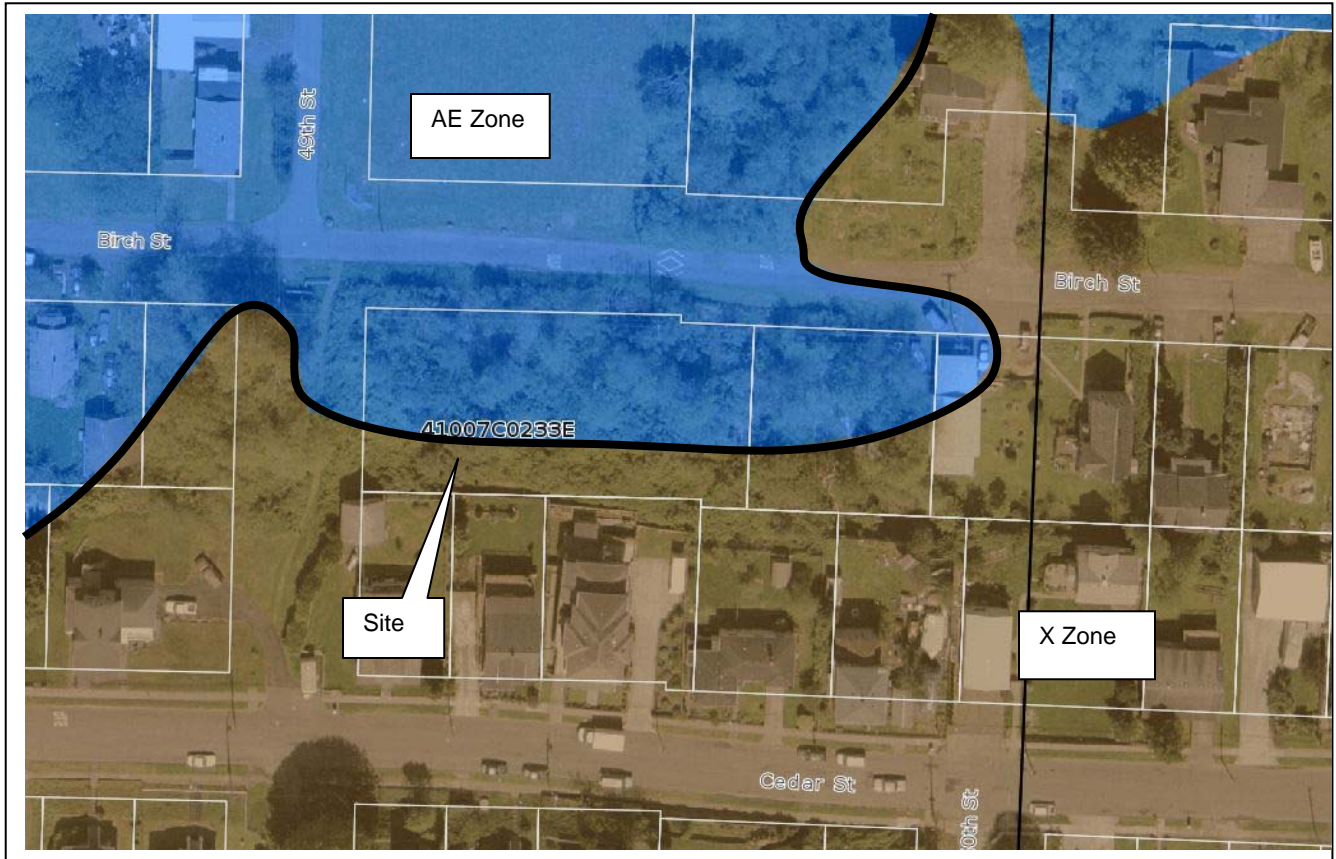 49th St
AE Zone
Birch St
Birch St
41007C0233E
Site
X Zone
Cedar St
50th St